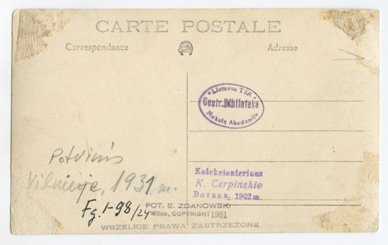 CARTE POSTALE
Correspondance
Adresse
Lietuvos TSR
Centr. Biblioteka
Mokslų Akademija
Potvinis
Vilniuje, 1931 m.
Fg.1-98/24
Kolekcionieriaus
K. Čerpinskio
Dovana, 1962 m.
FOT. E. ZDANOWSKI
Wilno, COPYRIGHT 1931
WSZELKIE PRAWA ZASTRZEŻONE